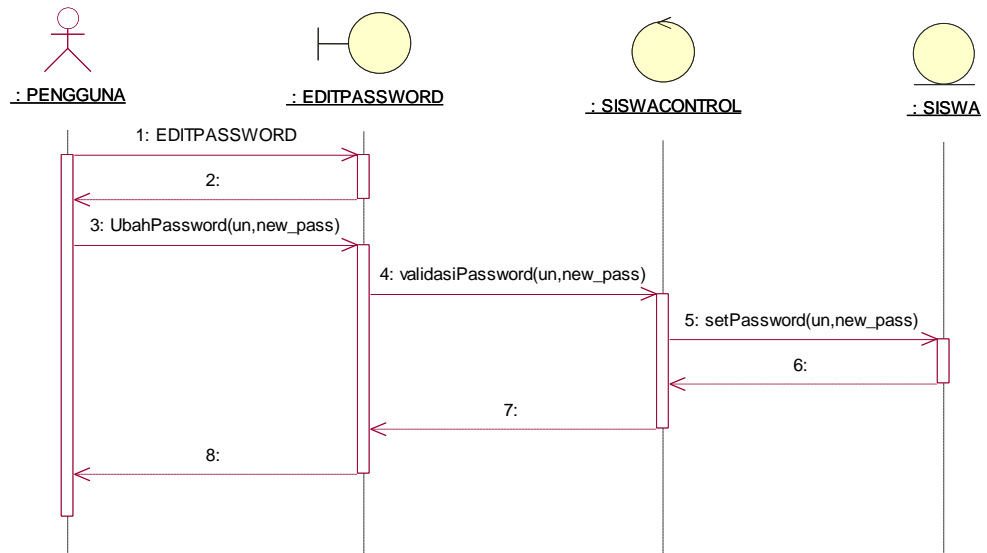 : PENGGUNA
: EDITPASSWORD
: SISWACONTROL
: SISWA
1: EDITPASSWORD
2:
3: UbahPassword(un,new_pass)
4: validasiPassword(un,new_pass)
5: setPassword(un,new_pass)
6:
7:
8: